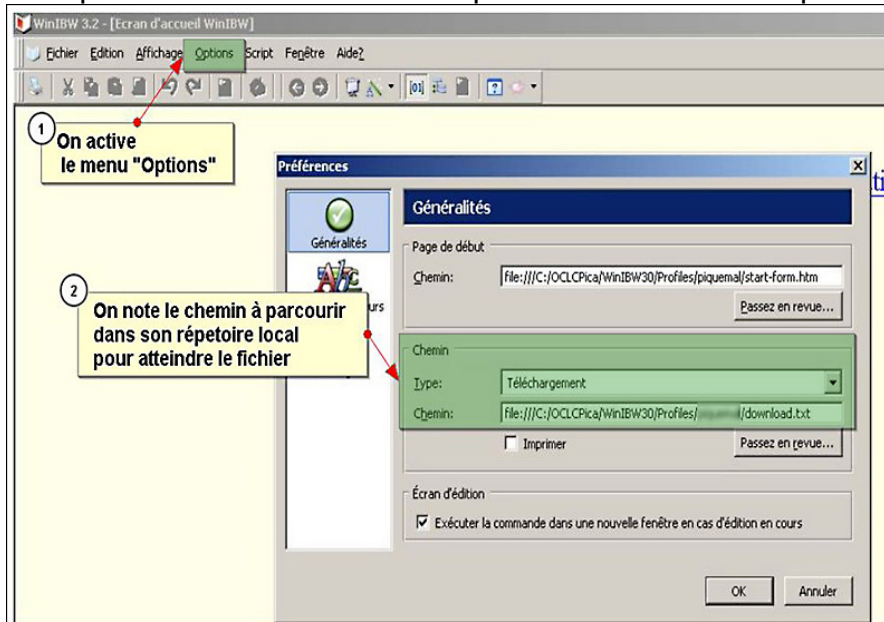 WinIBW 3.2 - [Ecran d'accueil WinIBW]
Fichier Edition Affichage Options Script Fenêtre Aide?
1
On active
le menu "Options"
Préférences
Généralités
Généralités
Page de début
Chemin: file:///C:/OCLCPica/WinIBW30/Profiles/piquemal/start-form.htm
Passez en revue...
2
On note le chemin à parcourir
dans son répetoire local
pour atteindre le fichier
urs
Chemin
Type: Téléchargement
Chemin: file:///C:/OCLCPica/WinIBW30/Profiles/ /download.txt
Imprimer
Passez en revue...
Écran d'édition
Exécuter la commande dans une nouvelle fenêtre en cas d'édition en cours
OK Annuler
ti